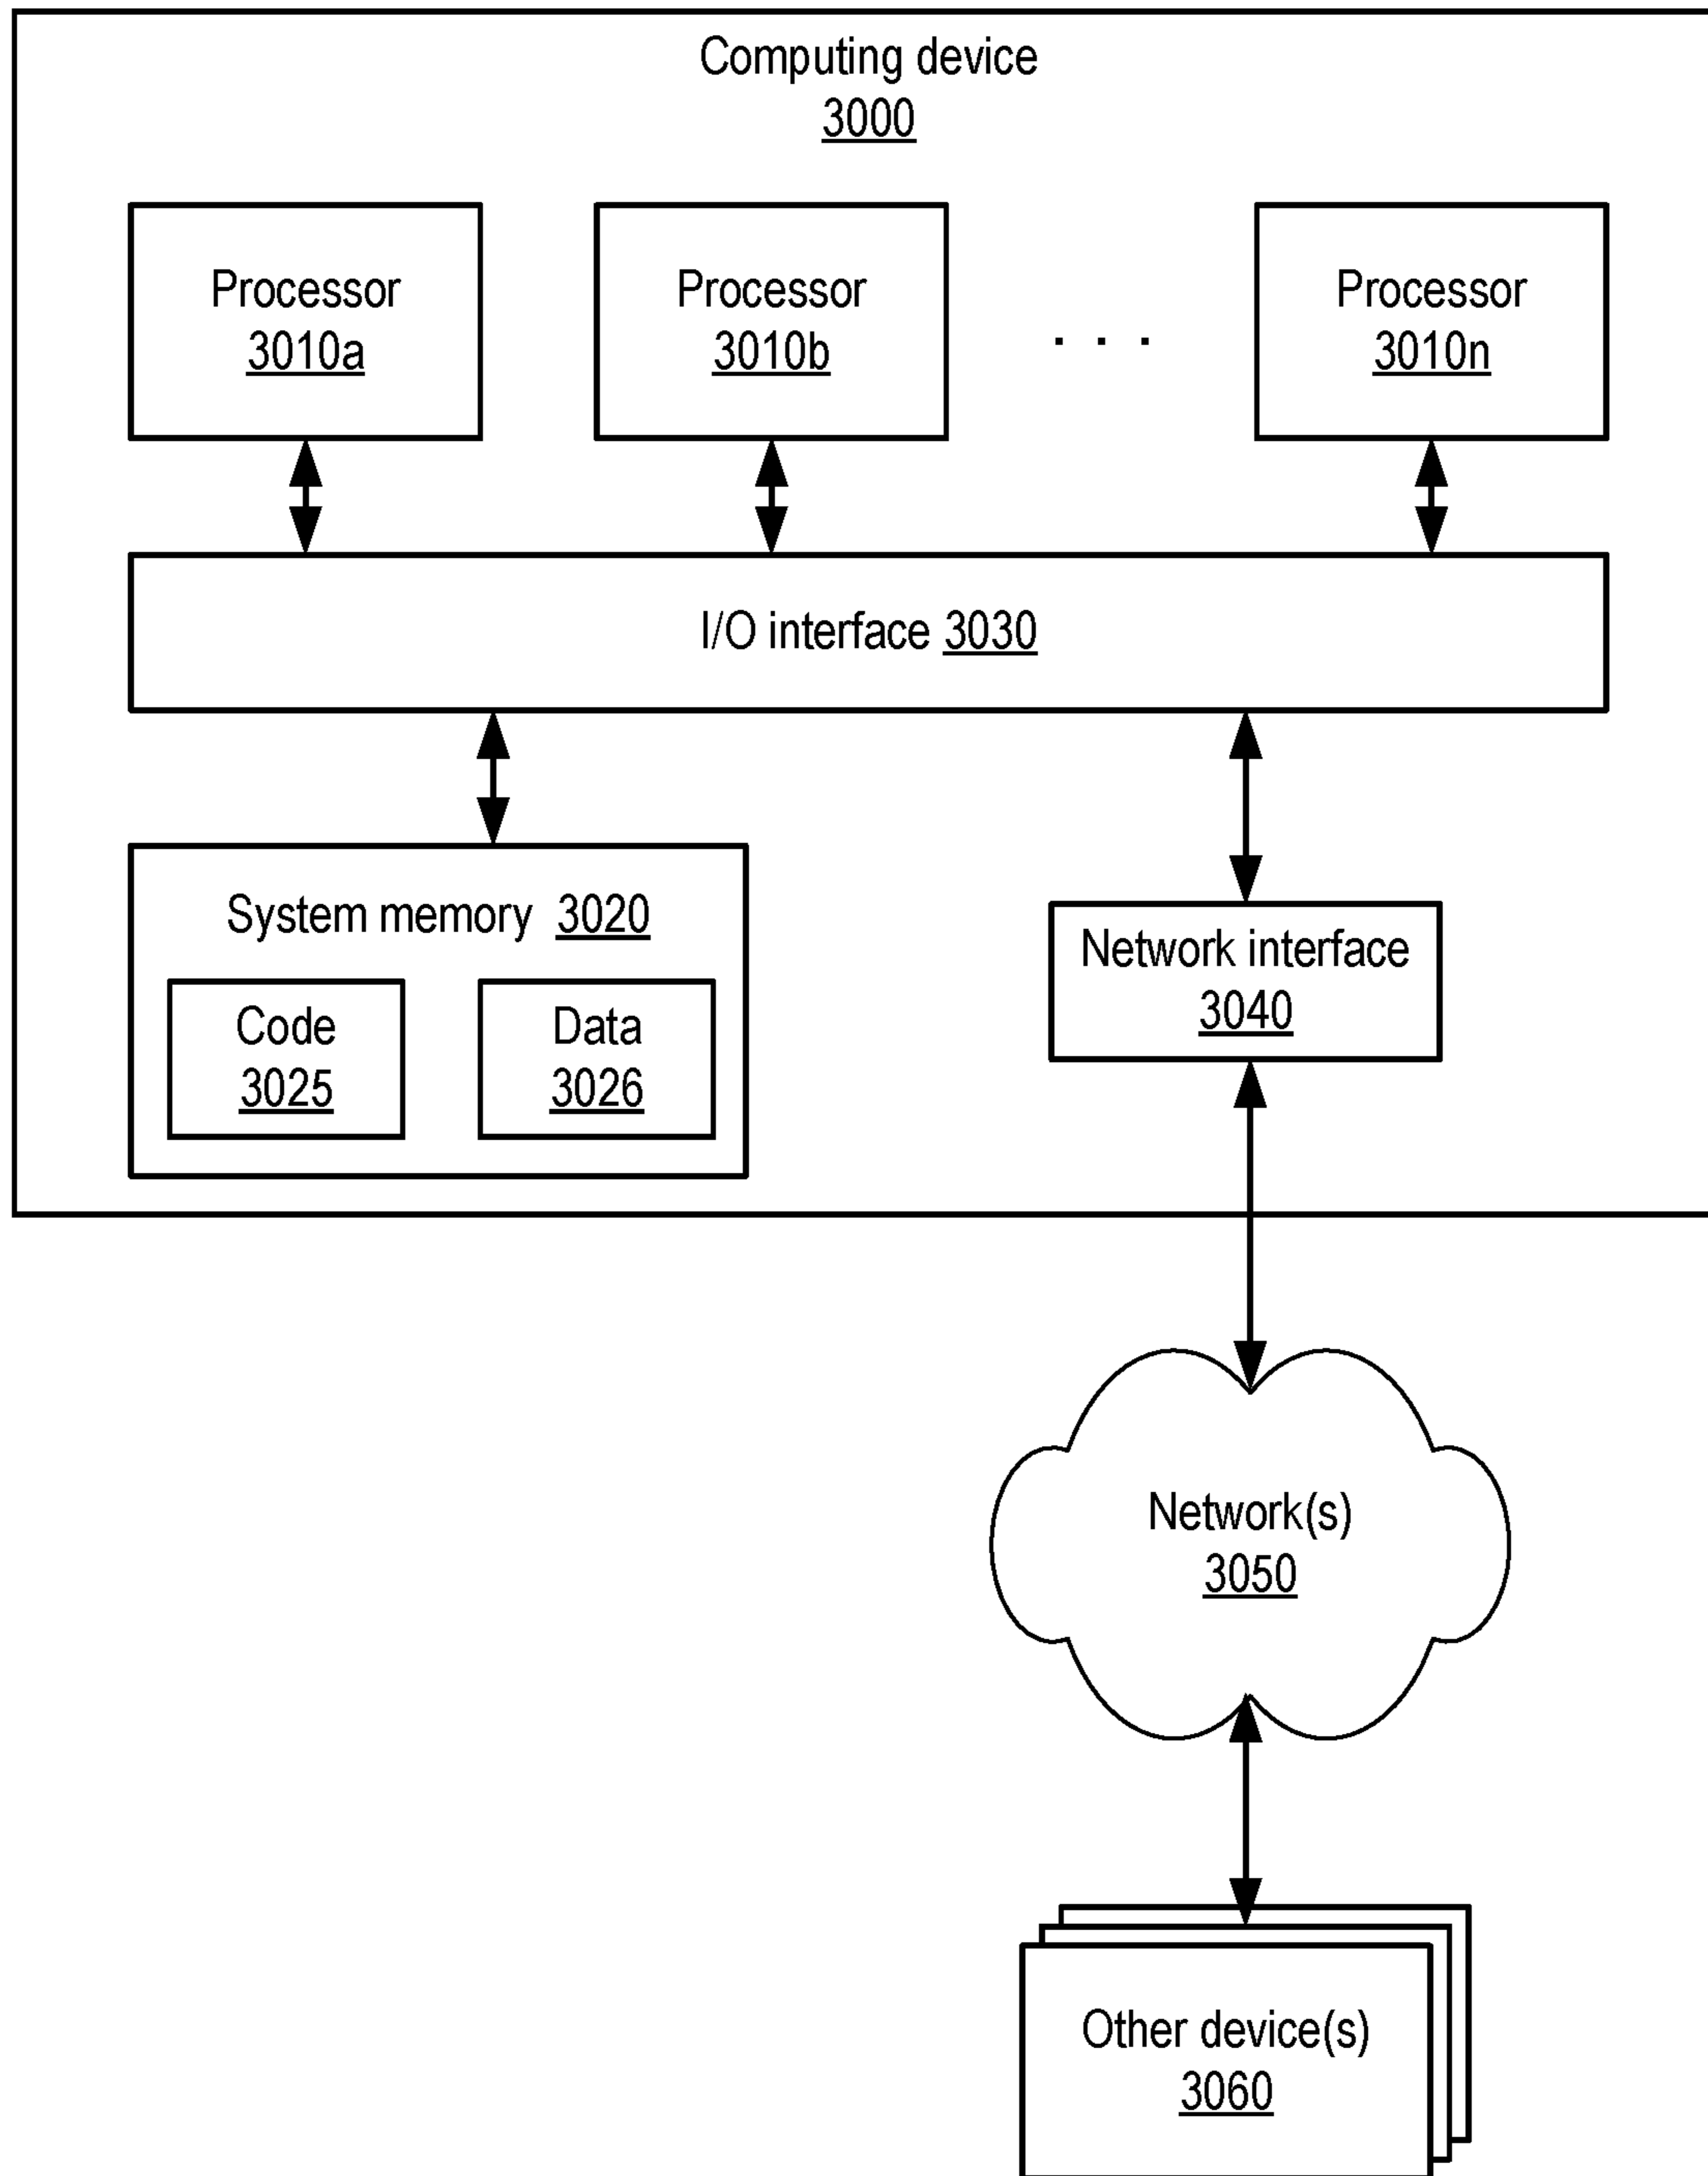 Computing device
3000
Processor
3010a
Processor
3010b
. . .
Processor
3010n
I/O interface 3030
System memory 3020
Code
3025
Data
3026
Network interface
3040
Network(s)
3050
Other device(s)
3060